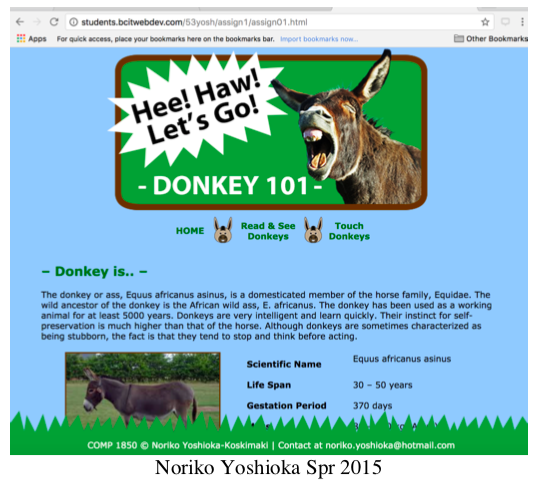 students.bcitwebdev.com/53yosh/assign1/assign01.html
Apps For quick access, place your bookmarks here on the bookmarks bar. Import bookmarks now... Other Bookmarks
Hee! Haw!
Let's Go!
- DONKEY 101 -
HOME Read & See Donkeys Touch Donkeys
– Donkey is.. –
The donkey or ass, Equus africanus asinus, is a domesticated member of the horse family, Equidae. The
wild ancestor of the donkey is the African wild ass, E. africanus. The donkey has been used as a working
animal for at least 5000 years. Donkeys are very intelligent and learn quickly. Their instinct for self-
preservation is much higher than that of the horse. Although donkeys are sometimes characterized as
being stubborn, the fact is that they tend to stop and think before acting.
Scientific Name Equus africanus asinus
Life Span 30 – 50 years
Gestation Period 370 days
COMP 1850 © Noriko Yoshioka-Koskimaki | Contact at noriko.yoshioka@hotmail.com
Noriko Yoshioka Spr 2015